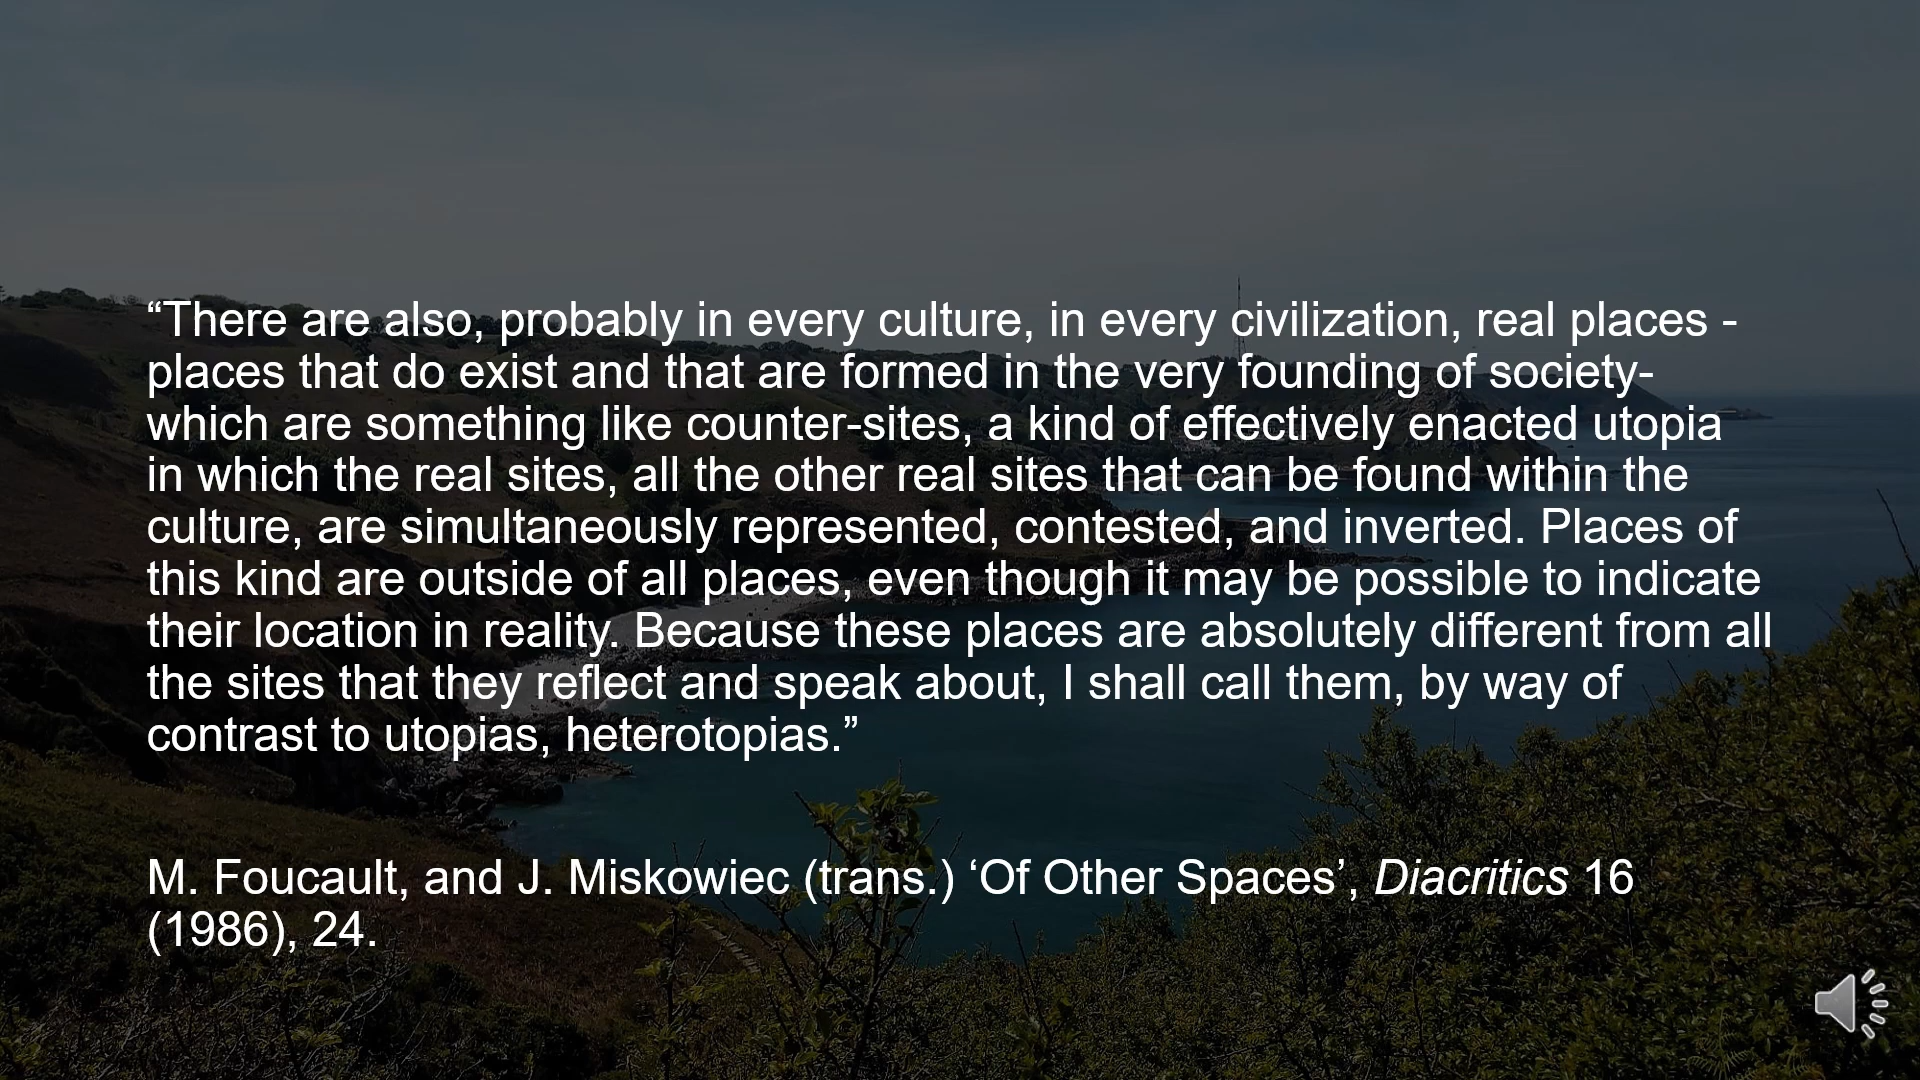 “There are also, probably in every culture, in every civilization, real places -
places that do exist and that are formed in the very founding of society-
which are something like counter-sites, a kind of effectively enacted utopia
in which the real sites, all the other real sites that can be found within the
culture, are simultaneously represented, contested, and inverted. Places of
this kind are outside of all places, even though it may be possible to indicate
their location in reality. Because these places are absolutely different from all
the sites that they reflect and speak about, I shall call them, by way of
contrast to utopias, heterotopias.”
M. Foucault, and J. Miskowiec (trans.) ‘Of Other Spaces’, Diacritics 16
(1986), 24.